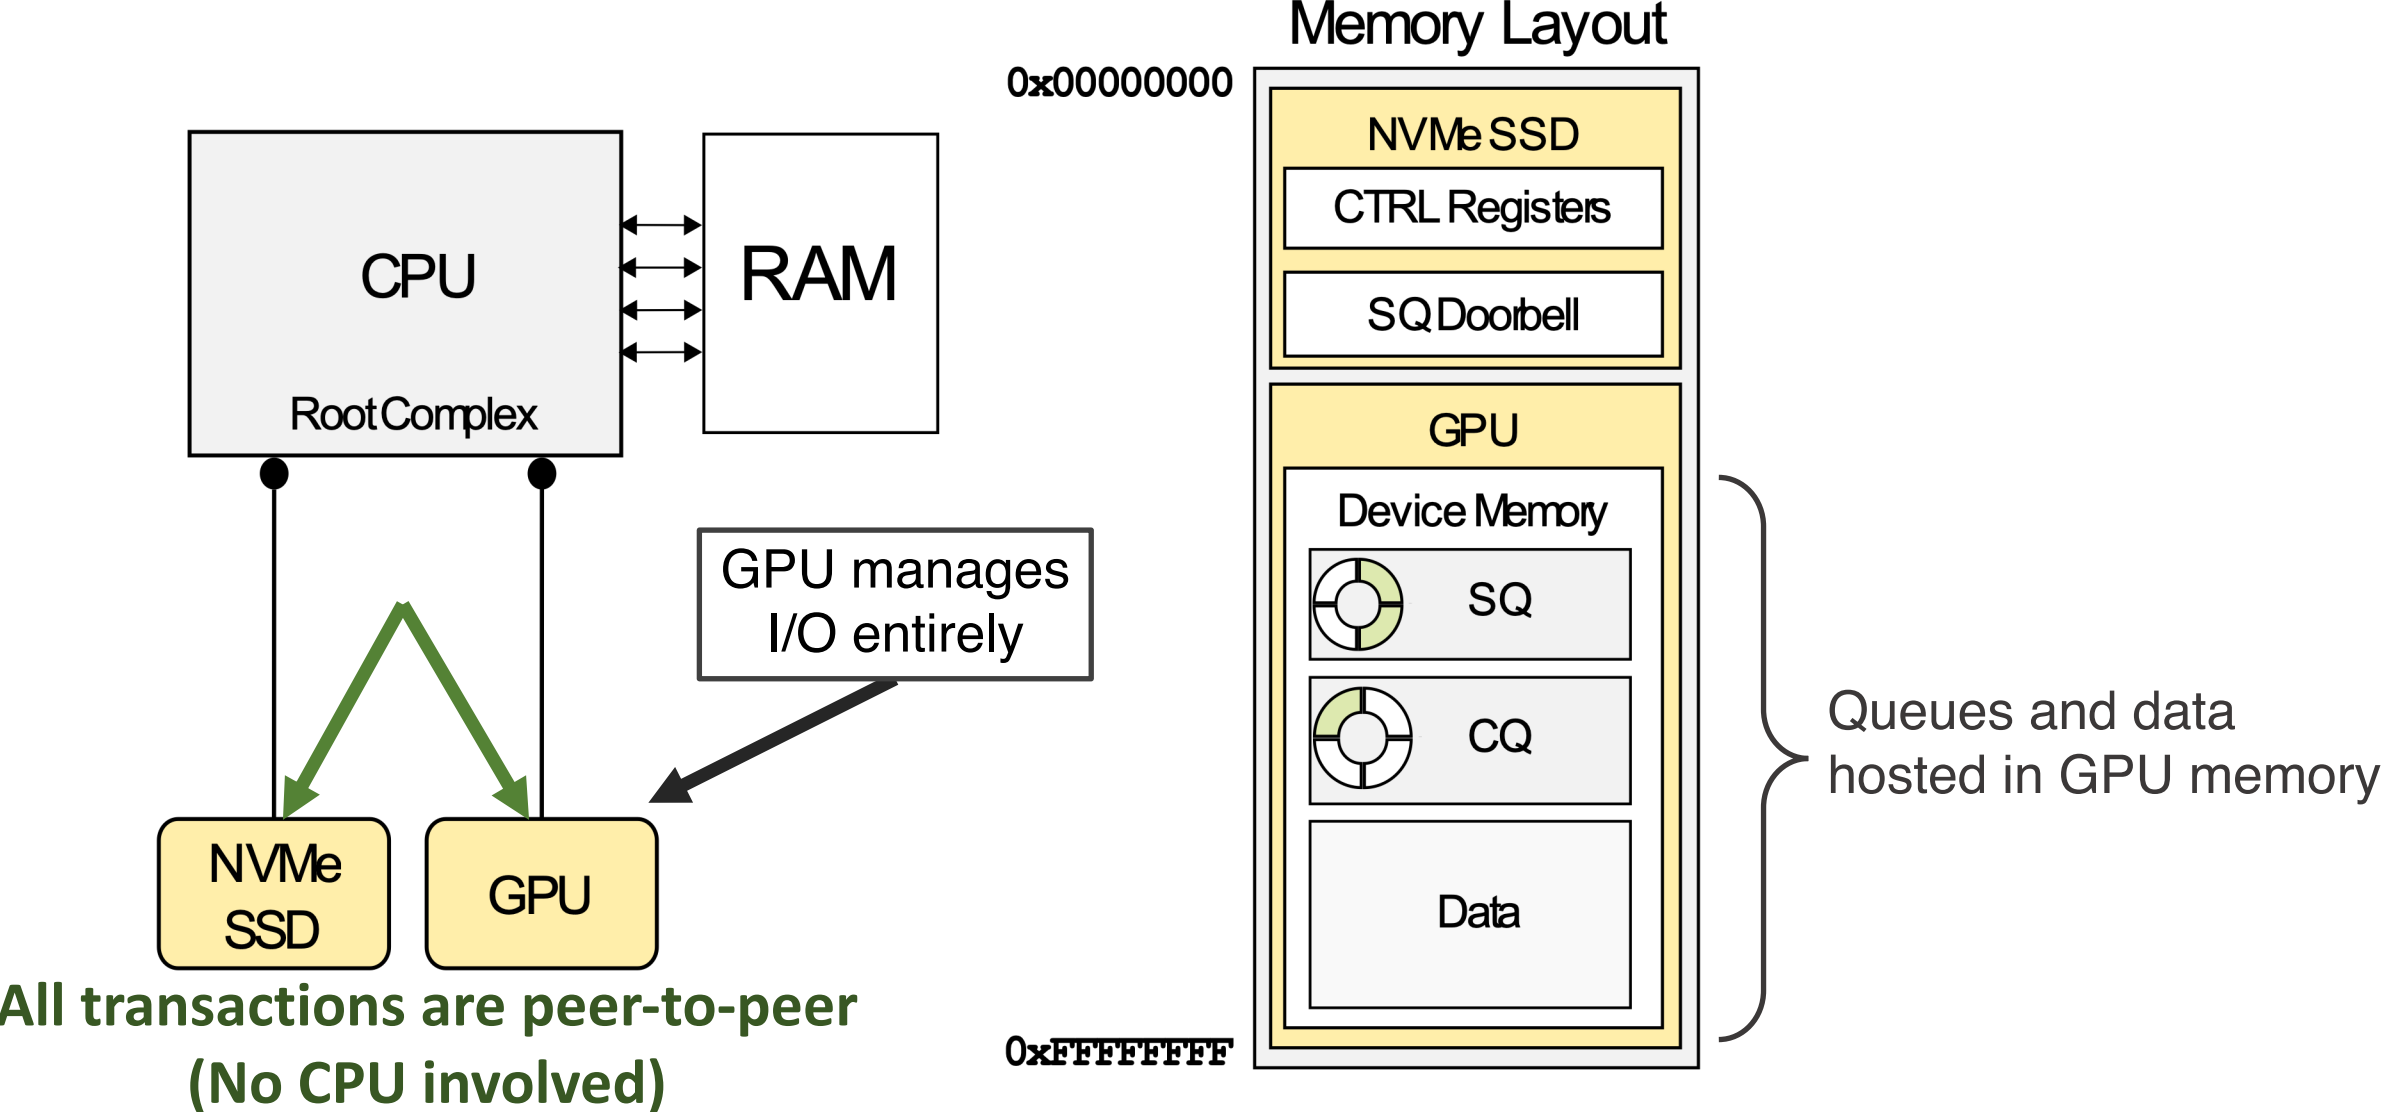 Memory Layout
0x00000000
NVMe SSD
CTRL Registers
SQ Doorbell
CPU
RAM
Root Complex
GPU
Device Memory
SQ
CQ
Data
GPU manages
I/O entirely
Queues and data
hosted in GPU memory
NVMe
SSD
GPU
All transactions are peer-to-peer
(No CPU involved)
0xFFFFFFFF